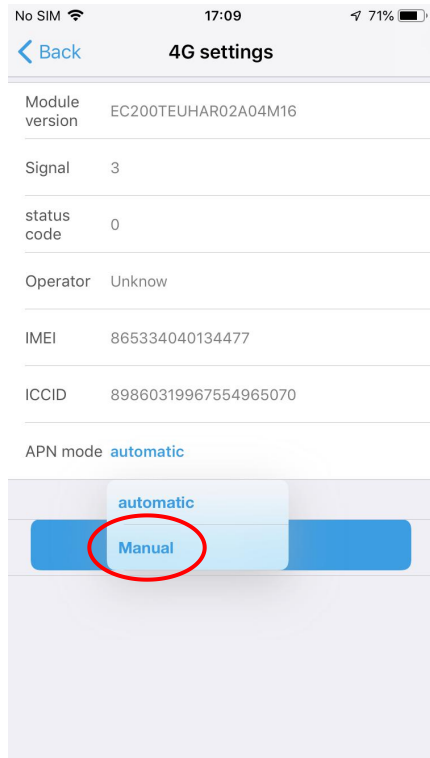 No SIM 17:09 71%
Back 4G settings
Module
version
EC200TEUHAR02A04M16
Signal 3
status
code
0
Operator Unknow
IMEI 865334040134477
ICCID 89860319967554965070
APN mode automatic
automatic
Manual